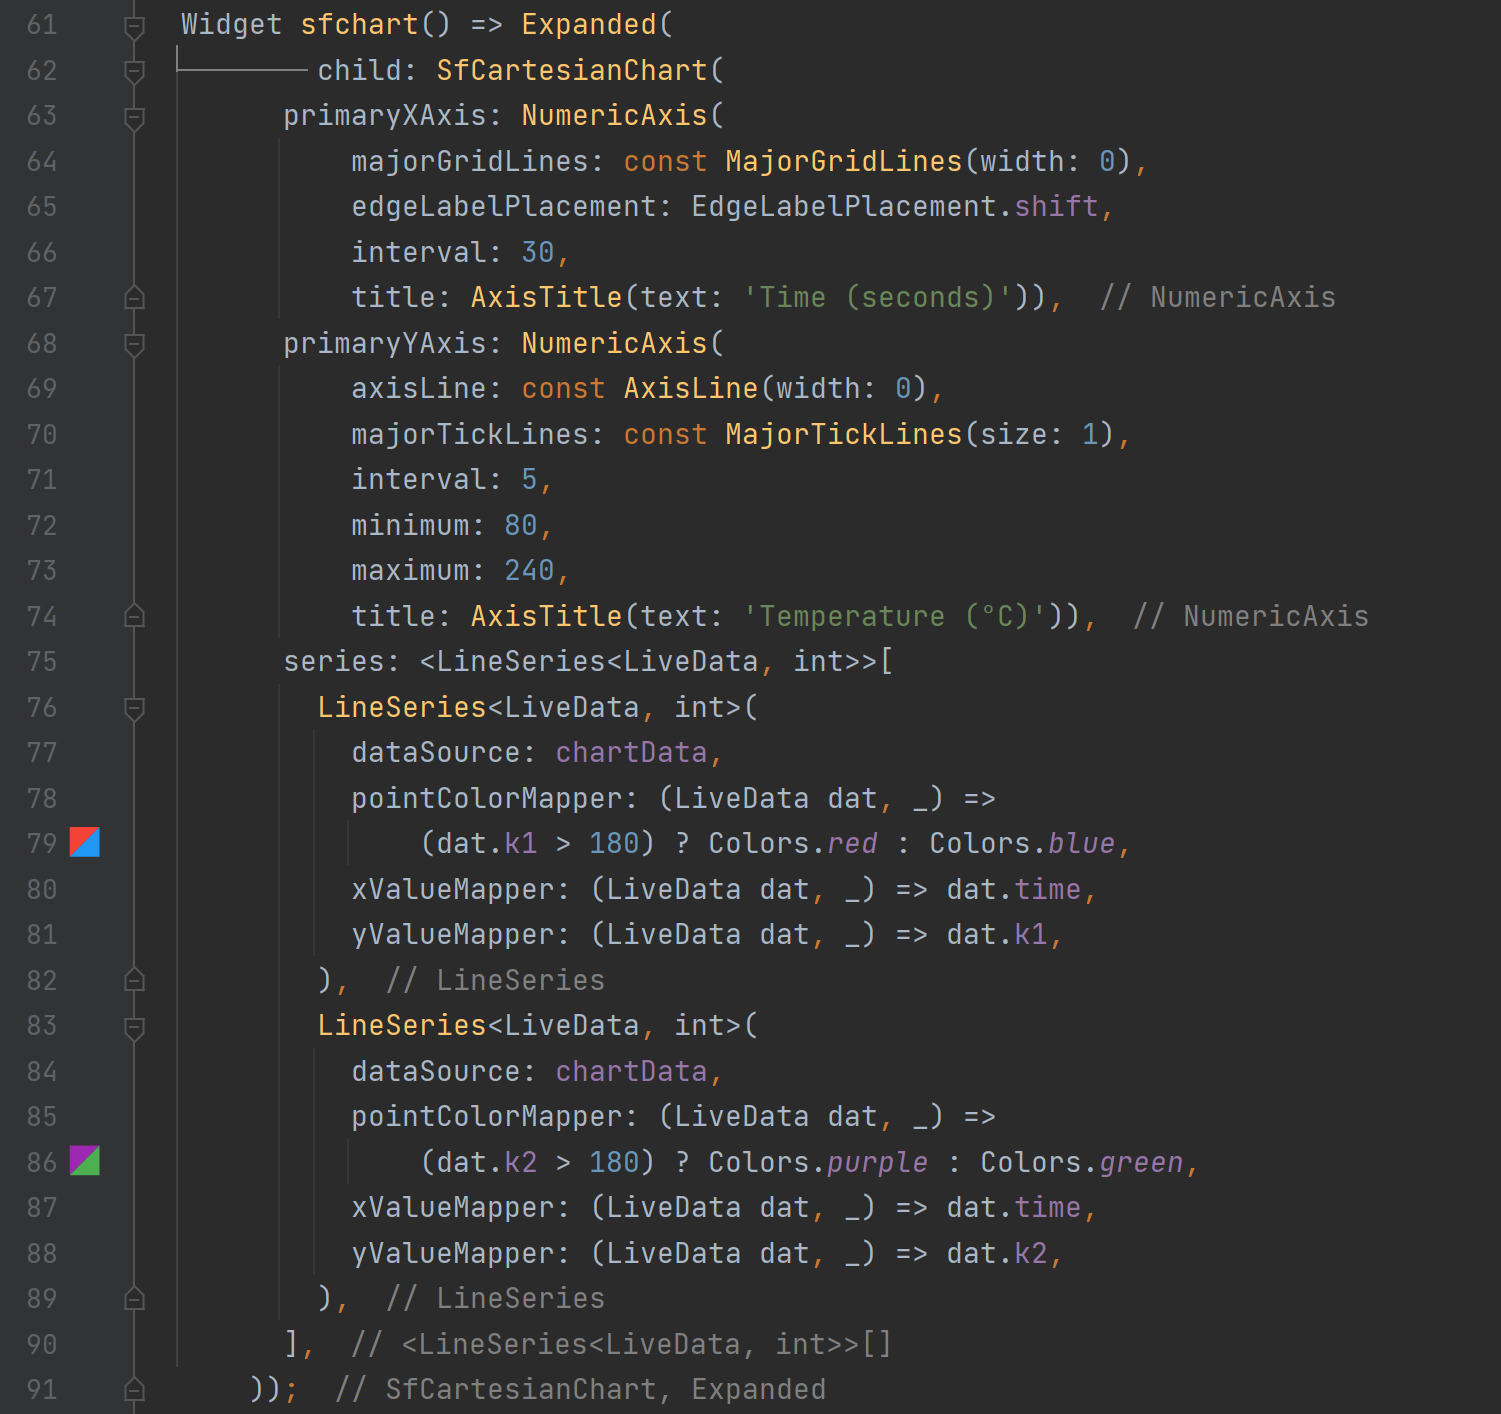 61 Widget sfchart() => Expanded(
62 child: SfCartesianChart(
63 primaryXAxis: NumericAxis(
64 majorGridLines: const MajorGridLines(width: 0),
65 edgeLabelPlacement: EdgeLabelPlacement.shift,
66 interval: 30,
67 title: AxisTitle(text: 'Time (seconds)')), // NumericAxis
68 primaryYAxis: NumericAxis(
69 axisLine: const AxisLine(width: 0),
70 majorTickLines: const MajorTickLines(size: 1),
71 interval: 5,
72 minimum: 80,
73 maximum: 240,
74 title: AxisTitle(text: 'Temperature (°C)')), // NumericAxis
75 series: <LineSeries<LiveData, int>>[
76 LineSeries<LiveData, int>(
77 dataSource: chartData,
78 pointColorMapper: (LiveData dat, _) =>
79 (dat.k1 > 180) ? Colors.red : Colors.blue,
80 xValueMapper: (LiveData dat, _) => dat.time,
81 yValueMapper: (LiveData dat, _) => dat.k1,
82 ), // LineSeries
83 LineSeries<LiveData, int>(
84 dataSource: chartData,
85 pointColorMapper: (LiveData dat, _) =>
86 (dat.k2 > 180) ? Colors.purple : Colors.green,
87 xValueMapper: (LiveData dat, _) => dat.time,
88 yValueMapper: (LiveData dat, _) => dat.k2,
89 ), // LineSeries
90 ], // <LineSeries<LiveData, int>>[]
91 )); // SfCartesianChart, Expanded